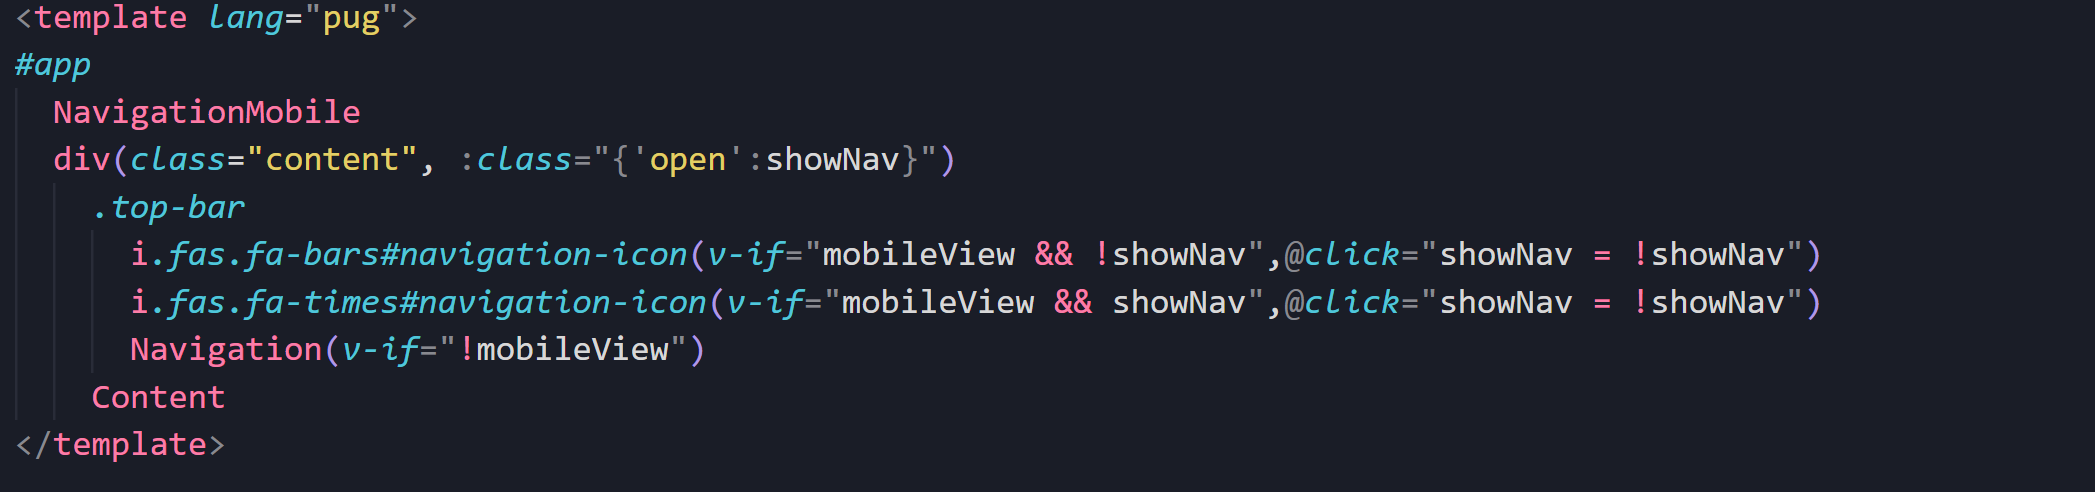 <template lang="pug">
#app
  NavigationMobile
  div(class="content", :class="{'open':showNav}")
    .top-bar
      i.fas.fa-bars#navigation-icon(v-if="mobileView && !showNav",@click="showNav = !showNav")
      i.fas.fa-times#navigation-icon(v-if="mobileView && showNav",@click="showNav = !showNav")
      Navigation(v-if="!mobileView")
    Content
</template>